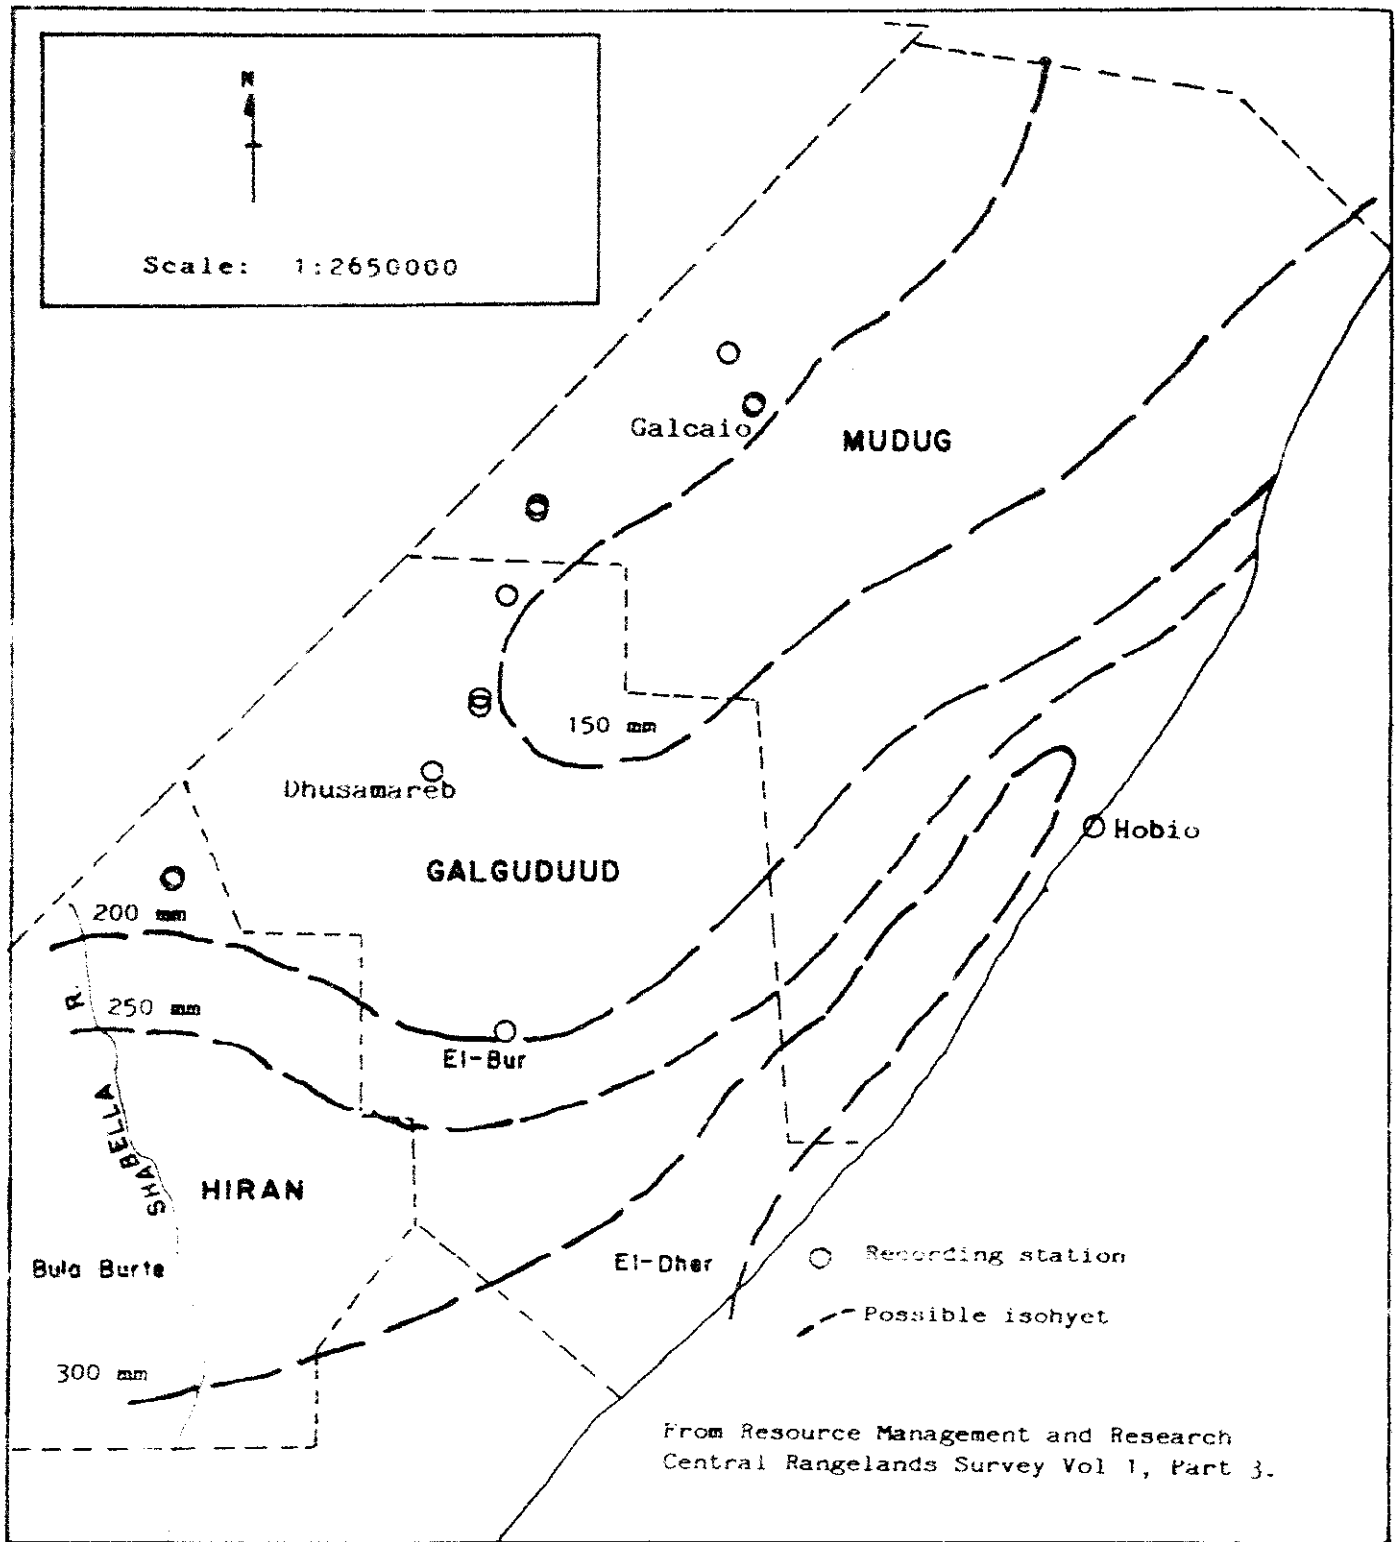 N
Scale: 1:2650000
Galcaio
MUDUG
150 mm
Dhusamareb
Hobio
GALGUDUUD
200 mm
R.
250 mm
El-Bur
SHABELLA
HIRAN
El-Dher
Recording station
Bula Burte
Possible isohyet
300 mm
From Resource Management and Research
Central Rangelands Survey Vol 1, Part 3.